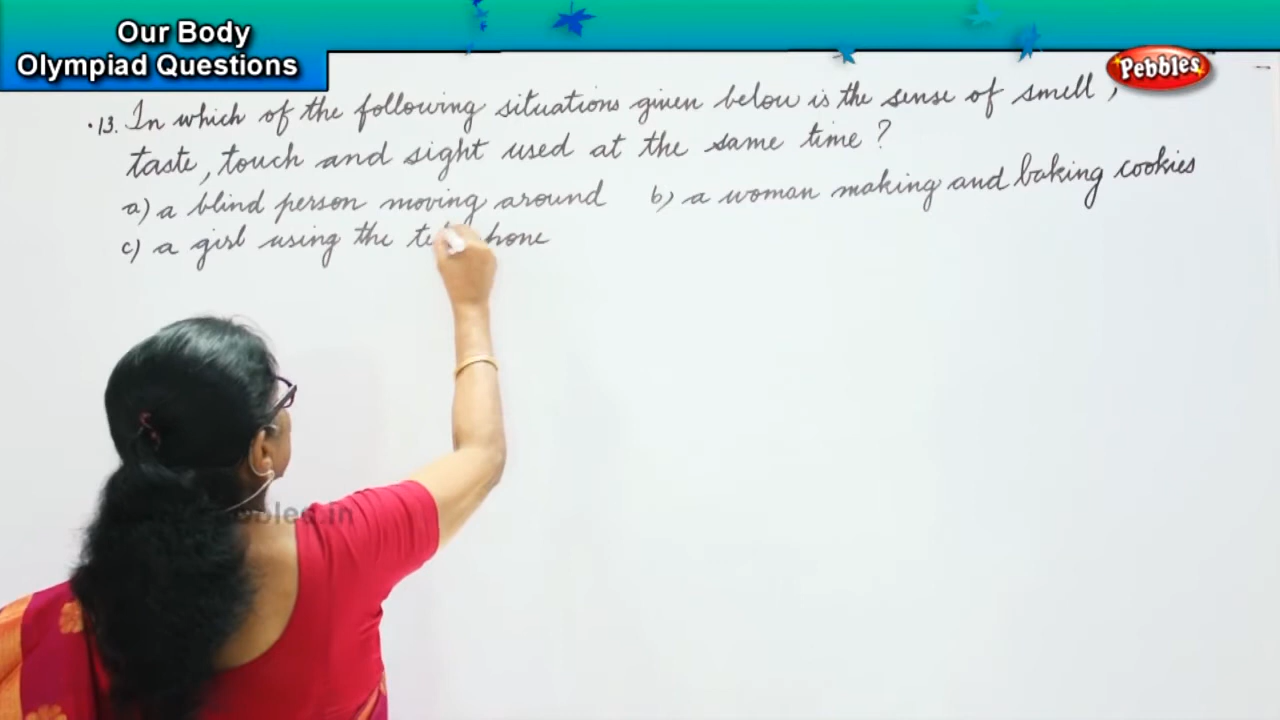 Our Body
Olympiad Questions
Pebbles
13. In which of the following situations given below is the sense of smell,
taste, touch and sight used at the same time?
a) a blind person moving around b) a woman making and baking cookies
c) a girl using the